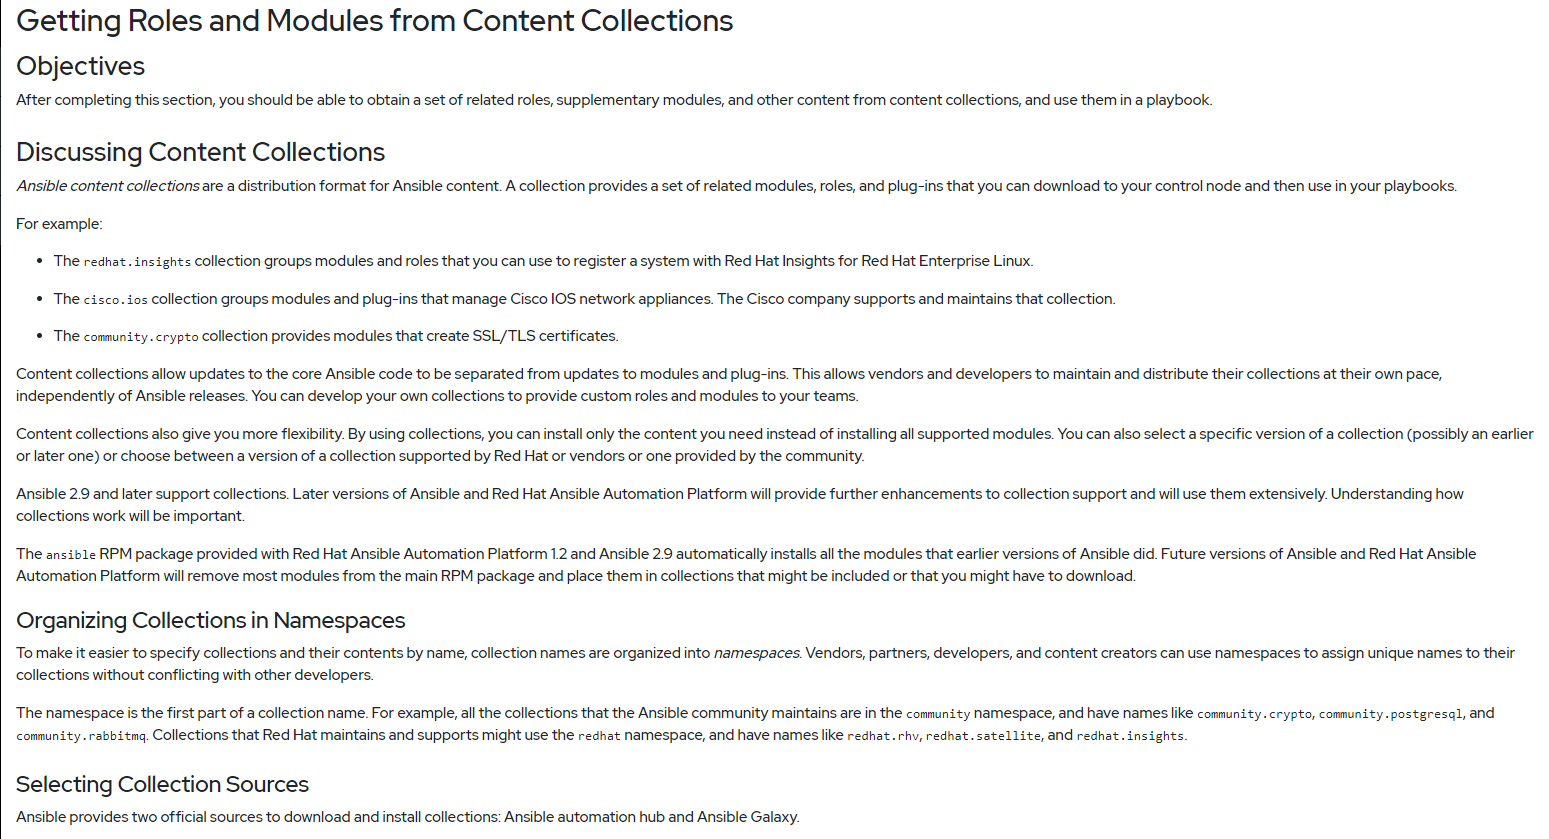 Getting Roles and Modules from Content Collections
Objectives
After completing this section, you should be able to obtain a set of related roles, supplementary modules, and other content from content collections, and use them in a playbook.
Discussing Content Collections
Ansible content collections are a distribution format for Ansible content. A collection provides a set of related modules, roles, and plug-ins that you can download to your control node and then use in your playbooks.
For example:
• The redhat.insights collection groups modules and roles that you can use to register a system with Red Hat Insights for Red Hat Enterprise Linux.
• The cisco.ios collection groups modules and plug-ins that manage Cisco IOS network appliances. The Cisco company supports and maintains that collection.
• The community.crypto collection provides modules that create SSL/TLS certificates.
Content collections allow updates to the core Ansible code to be separated from updates to modules and plug-ins. This allows vendors and developers to maintain and distribute their collections at their own pace,
independently of Ansible releases. You can develop your own collections to provide custom roles and modules to your teams.
Content collections also give you more flexibility. By using collections, you can install only the content you need instead of installing all supported modules. You can also select a specific version of a collection (possibly an earlier
or later one) or choose between a version of a collection supported by Red Hat or vendors or one provided by the community.
Ansible 2.9 and later support collections. Later versions of Ansible and Red Hat Ansible Automation Platform will provide further enhancements to collection support and will use them extensively. Understanding how
collections work will be important.
The ansible RPM package provided with Red Hat Ansible Automation Platform 1.2 and Ansible 2.9 automatically installs all the modules that earlier versions of Ansible did. Future versions of Ansible and Red Hat Ansible
Automation Platform will remove most modules from the main RPM package and place them in collections that might be included or that you might have to download.
Organizing Collections in Namespaces
To make it easier to specify collections and their contents by name, collection names are organized into namespaces. Vendors, partners, developers, and content creators can use namespaces to assign unique names to their
collections without conflicting with other developers.
The namespace is the first part of a collection name. For example, all the collections that the Ansible community maintains are in the community namespace, and have names like community.crypto, community.postgresql, and
community.rabbitmq. Collections that Red Hat maintains and supports might use the redhat namespace, and have names like redhat.rhv, redhat.satellite, and redhat.insights.
Selecting Collection Sources
Ansible provides two official sources to download and install collections: Ansible automation hub and Ansible Galaxy.